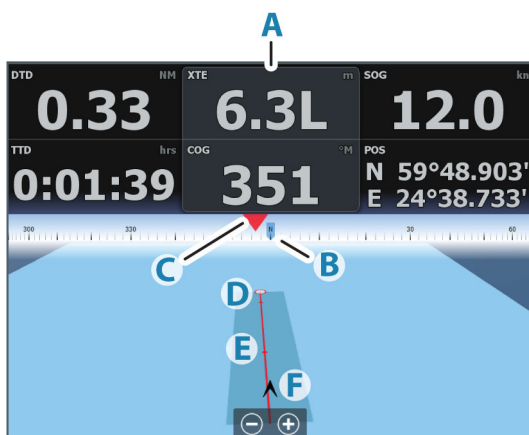 A
DTD NM XTE m SOG kn
0.33 6.3L 12.0
TTD hrs COG °M POS
0:01:39 351 N 59°48.903'
E 24°38.733'
300 330 N 30 60
C B
D
E
F